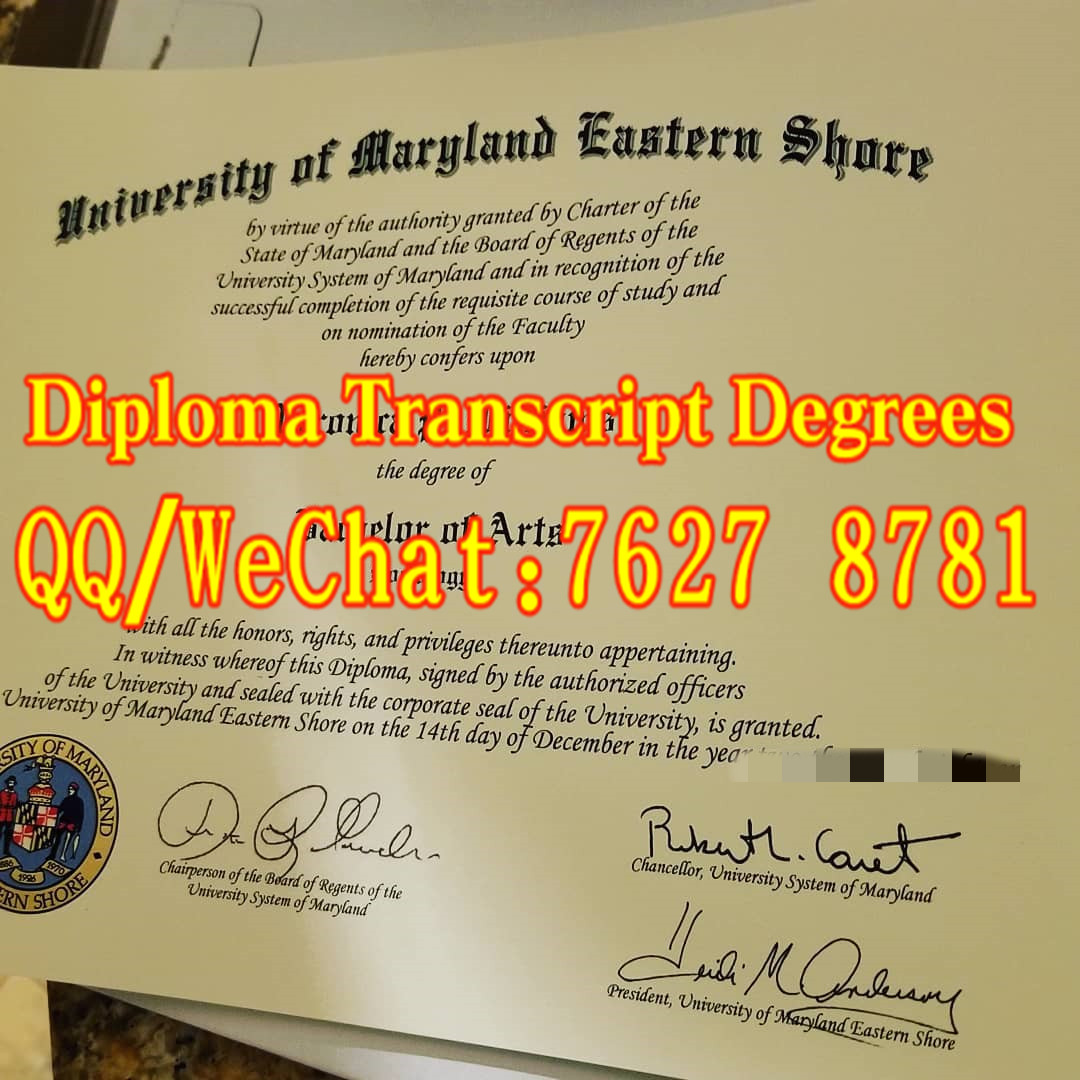 University of Maryland Eastern Shore
by virtue of the authority granted by Charter of the
State of Maryland and the Board of Regents of the
University System of Maryland and in recognition of the
successful completion of the requisite course of study and
on nomination of the Faculty
hereby confers upon
Diploma Transcript Degrees
the degree of
of Arts
QQ/WeChat:7627 8781
with all the honors, rights, and privileges thereunto appertaining.
In witness whereof this Diploma, signed by the authorized officers
of the University and sealed with the corporate seal of the University, is granted.
University of Maryland Eastern Shore on the 14th day of December in the year
OF MARYLAND
1886 1926 1970
SHORE
Chairperson of the Board of Regents of the
University System of Maryland
Robert L. Caret
Chancellor, University System of Maryland
Heidi M Anderson
President, University of Maryland Eastern Shore